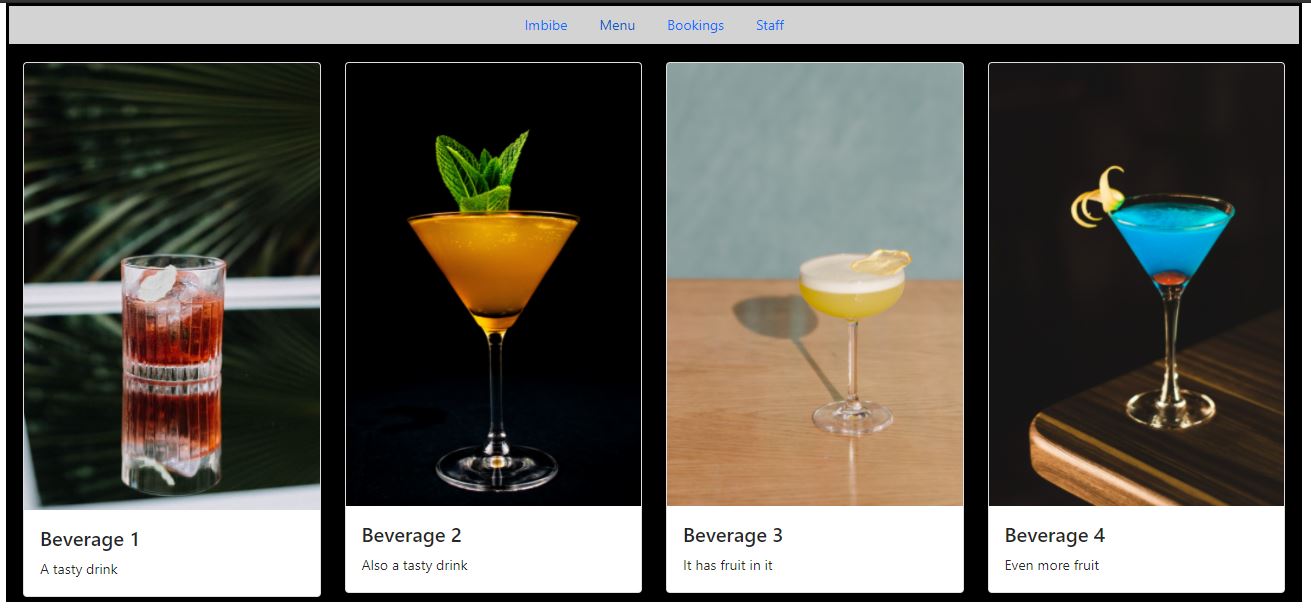 Imbibe Menu Bookings Staff
Beverage 1
A tasty drink
Beverage 2
Also a tasty drink
Beverage 3
It has fruit in it
Beverage 4
Even more fruit